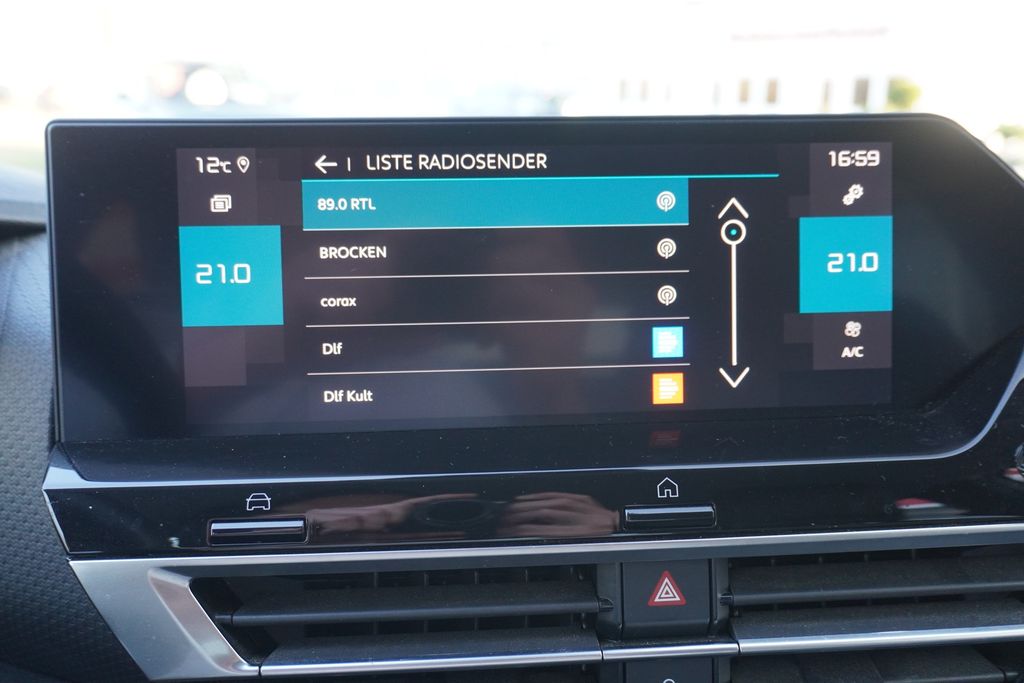 12°C
LISTE RADIOSENDER
16:59
89.0 RTL
BROCKEN
21.0
21.0
corax
Dlf
A/C
Dlf Kult